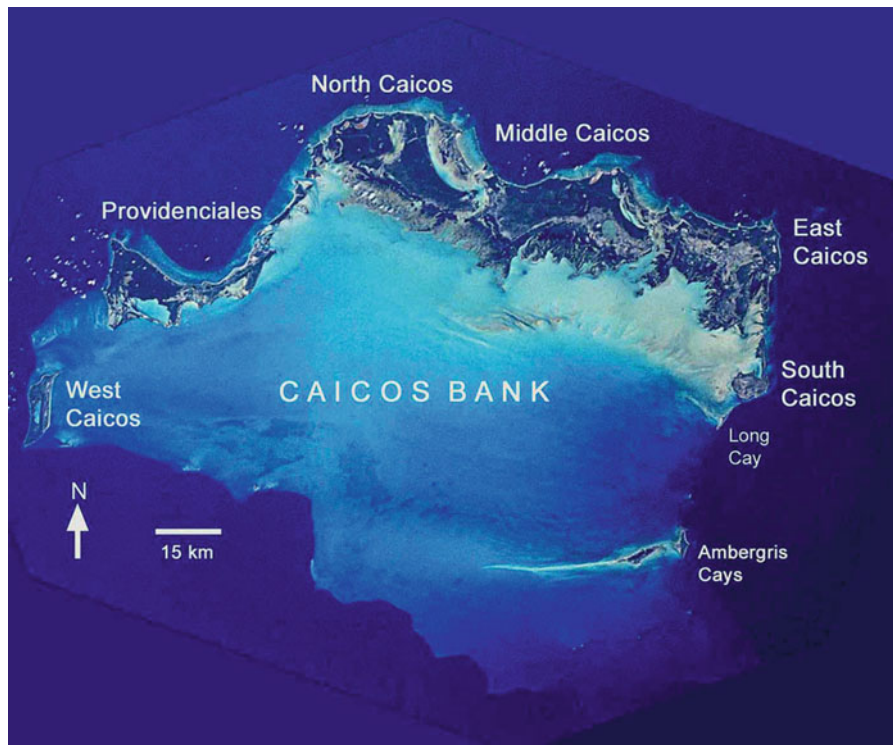 North Caicos
Middle Caicos
Providenciales
East
Caicos
West
Caicos
CAICOS BANK
South
Caicos
Long
Cay
N
15 km
Ambergris
Cays